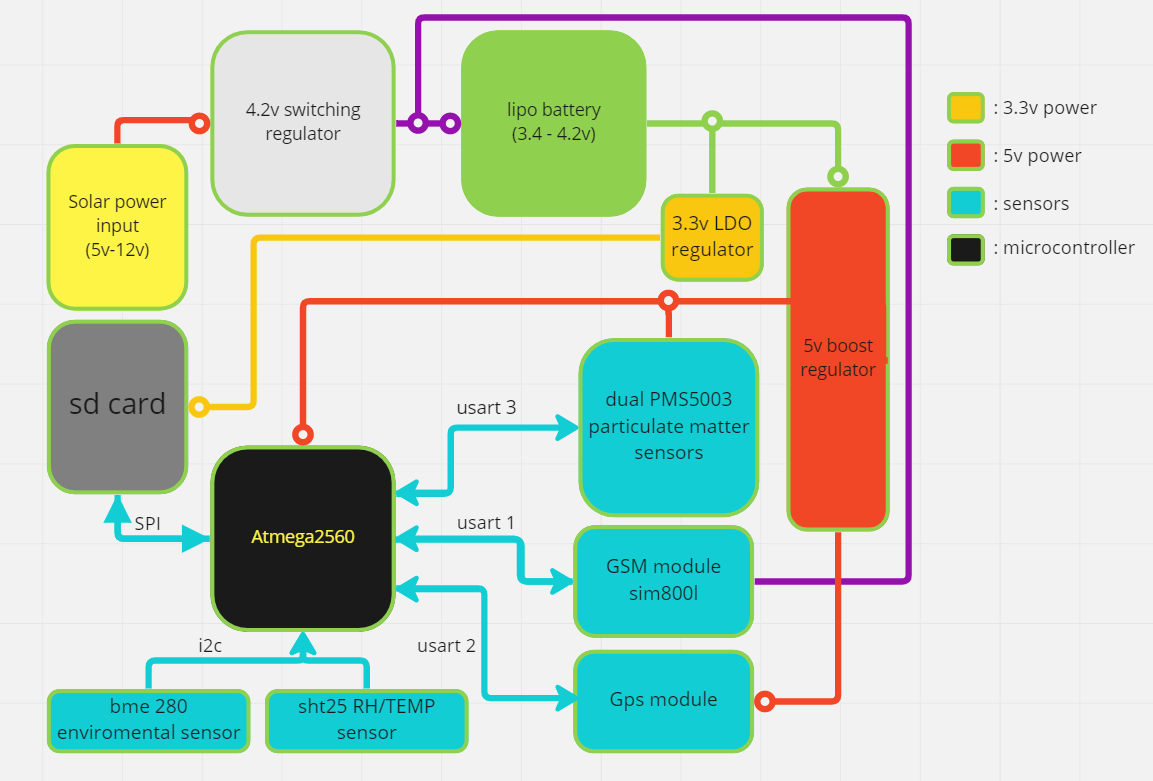 4.2v switching
regulator
lipo battery
(3.4 - 4.2v)
: 3.3v power
: 5v power
: sensors
: microcontroller
Solar power
input
(5v-12v)
3.3v LDO
regulator
5v boost
regulator
sd card
usart 3
dual PMS5003
particulate matter
sensors
SPI
Atmega2560
usart 1
GSM module
sim800l
i2c
usart 2
Gps module
bme 280
enviromental sensor
sht25 RH/TEMP
sensor